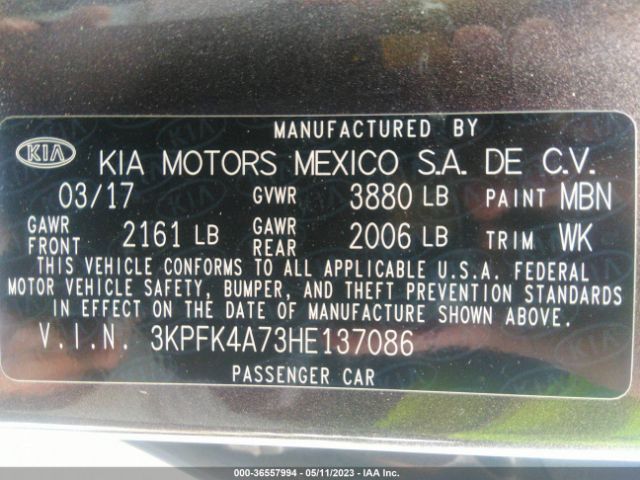 MANUFACTURED BY
KIA KIA MOTORS MEXICO S.A. DE C.V.
03/17 GVWR 3880 LB PAINT MBN
GAWR FRONT 2161 LB GAWR REAR 2006 LB TRIM WK
THIS VEHICLE CONFORMS TO ALL APPLICABLE U.S.A. FEDERAL
MOTOR VEHICLE SAFETY, BUMPER, AND THEFT PREVENTION STANDARDS
IN EFFECT ON THE DATE OF MANUFACTURE SHOWN ABOVE.
V.I.N. 3KPFK4A73HE137086
PASSENGER CAR
000-36557994 - 05/11/2023 - IAA Inc.